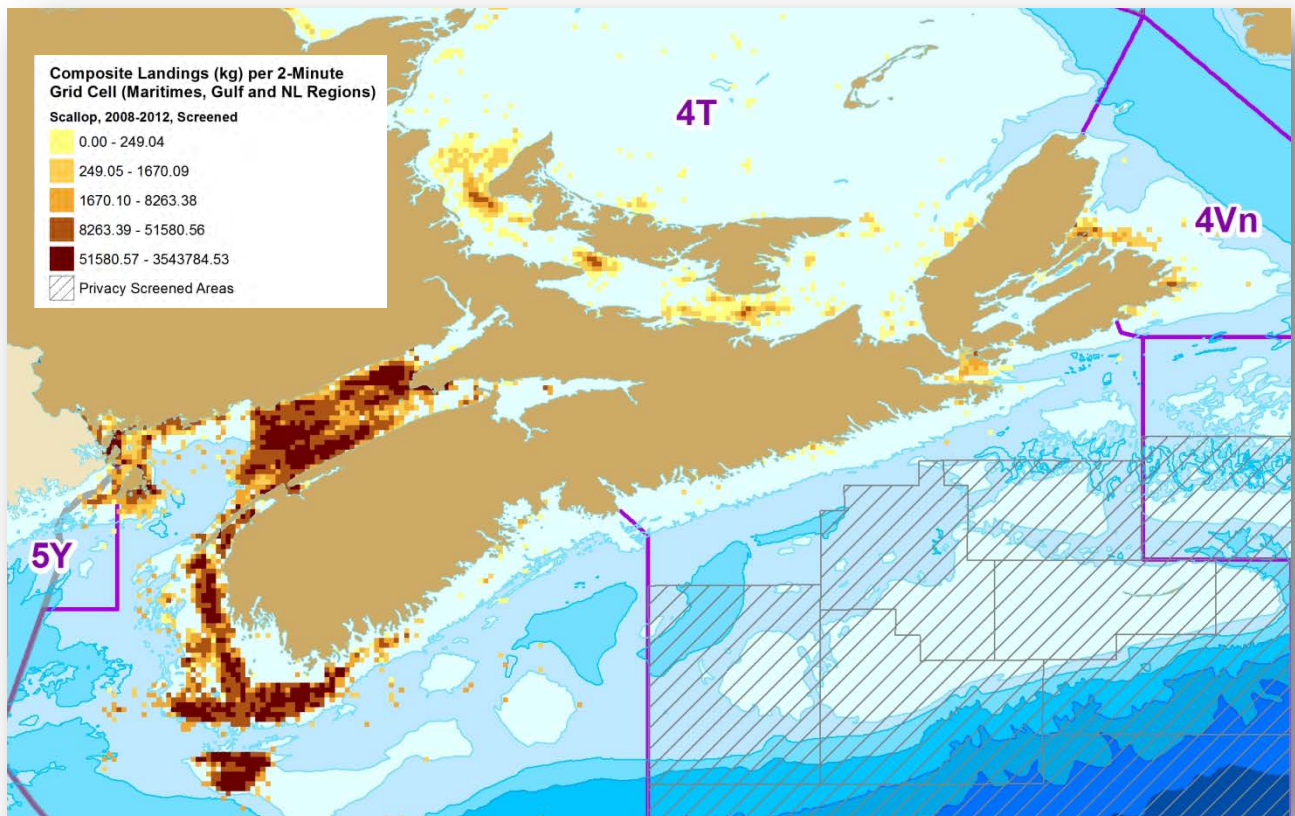 Composite Landings (kg) per 2-Minute
Grid Cell (Maritimes, Gulf and NL Regions)
Scallop, 2008-2012, Screened
0.00 - 249.04
249.05 - 1670.09
1670.10 - 8263.38
8263.39 - 51580.56
51580.57 - 3543784.53
Privacy Screened Areas
4T
4Vn
5Y